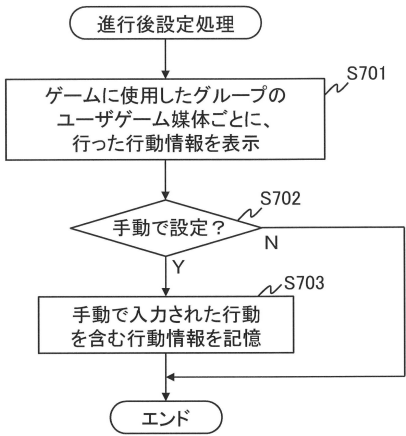 進行後設定処理
S701
ゲームに使用したグループの
ユーザゲーム媒体ごとに、
行った行動情報を表示
S702
手動で設定？
N
Y
S703
手動で入力された行動
を含む行動情報を記憶
エンド